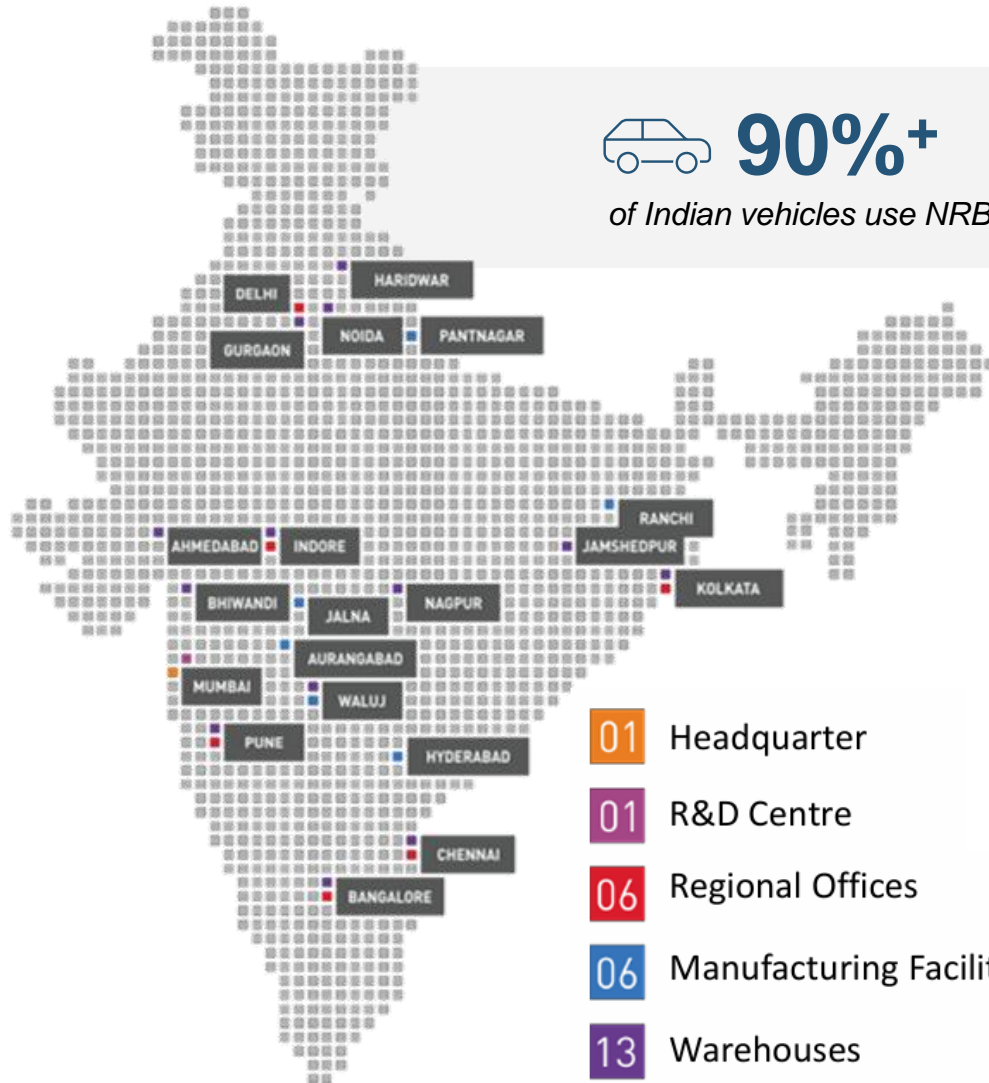 90%+
of Indian vehicles use NRB
HARIDWAR
DELHI
NOIDA
PANTNAGAR
GURGAON
RANCHI
AHMEDABAD
INDORE
JAMSHEDPUR
KOLKATA
BHIWANDI
JALNA
NAGPUR
AURANGABAD
MUMBAI
WALUJ
PUNE
HYDERABAD
CHENNAI
BANGALORE
01 Headquarter
01 R&D Centre
06 Regional Offices
06 Manufacturing Facilit
13 Warehouses